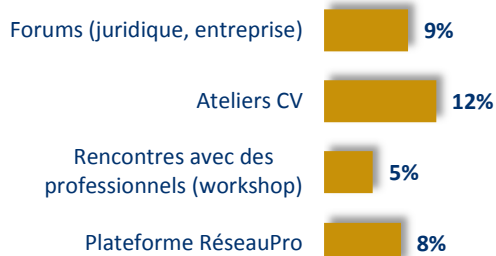 Forums (juridique, entreprise) 9%
Ateliers CV 12%
Rencontres avec des
professionnels (workshop) 5%
Plateforme RéseauPro 8%